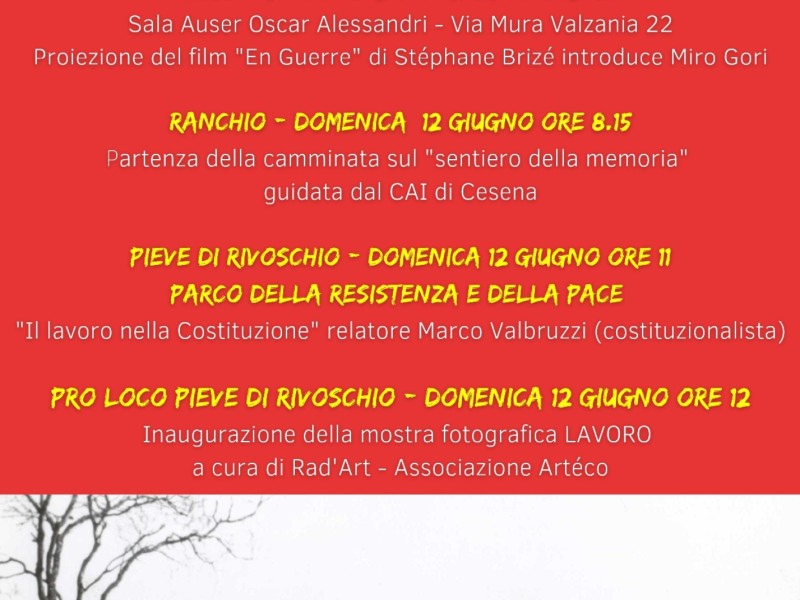 Sala Auser Oscar Alessandri - Via Mura Valzania 22
Proiezione del film "En Guerre" di Stéphane Brizé introduce Miro Gori
RANCHIO - DOMENICA 12 GIUGNO ORE 8.15
Partenza della camminata sul "sentiero della memoria"
guidata dal CAI di Cesena
PIEVE DI RIVOSCHIO - DOMENICA 12 GIUGNO ORE 11
PARCO DELLA RESISTENZA E DELLA PACE
"Il lavoro nella Costituzione" relatore Marco Valbruzzi (costituzionalista)
PRO LOCO PIEVE DI RIVOSCHIO - DOMENICA 12 GIUGNO ORE 12
Inaugurazione della mostra fotografica LAVORO
a cura di Rad'Art - Associazione Artéco